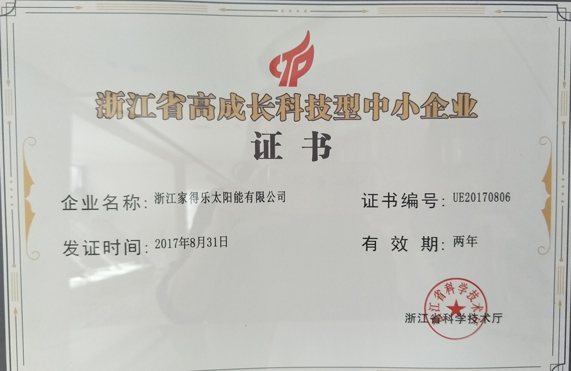 浙江省高成长科技型中小企业
证书
企业名称: 浙江家得乐太阳能有限公司
证书编号: UE20170806
发证时间: 2017年8月31日
有效期: 两年
浙江省科学技术厅